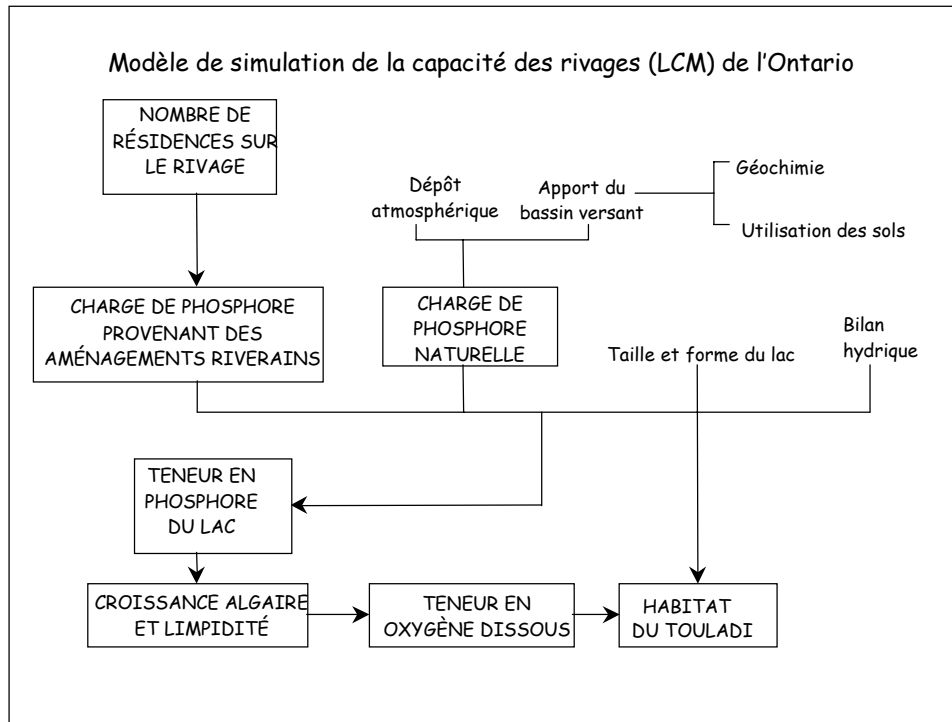 Modèle de simulation de la capacité des rivages (LCM) de l'Ontario
NOMBRE DE
RÉSIDENCES SUR
LE RIVAGE
Dépôt
atmosphérique
Apport du
bassin versant
Géochimie
Utilisation des sols
CHARGE DE PHOSPHORE
PROVENANT DES
AMÉNAGEMENTS RIVERAINS
CHARGE DE
PHOSPHORE
NATURELLE
Taille et forme du lac
Bilan
hydrique
TENEUR EN
PHOSPHORE
DU LAC
CROISSANCE ALGAIRE
ET LIMPIDITÉ
TENEUR EN
OXYGÈNE DISSOUS
HABITAT
DU TOULADI